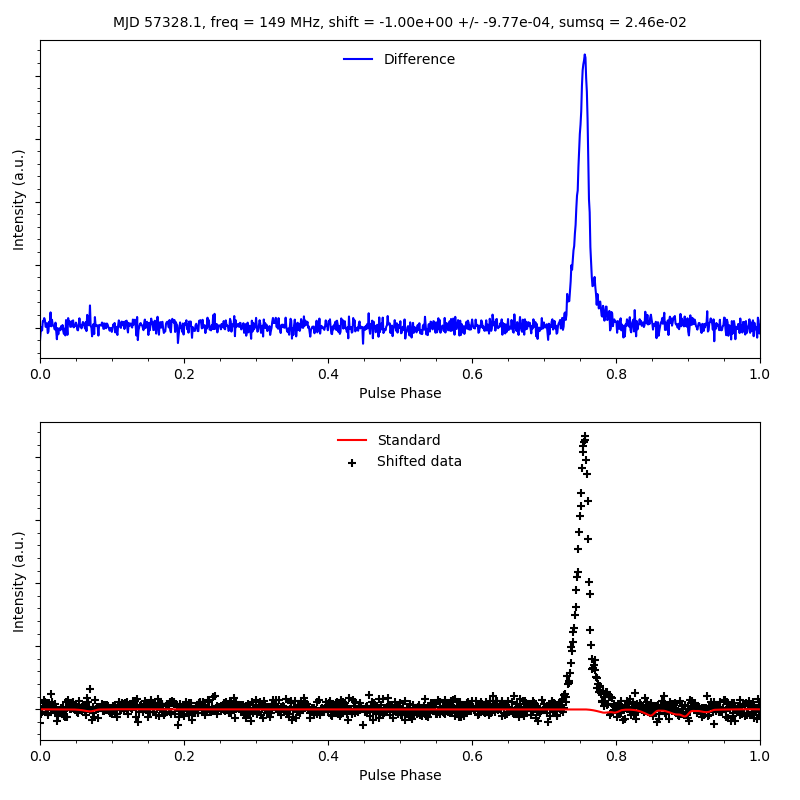 MJD 57328.1, freq = 149 MHz, shift = -1.00e+00 +/- -9.77e-04, sumsq = 2.46e-02
Difference
Intensity (a.u.)
0.0 0.2 0.4 0.6 0.8 1.0
Pulse Phase
Standard
Shifted data
Intensity (a.u.)
0.0 0.2 0.4 0.6 0.8 1.0
Pulse Phase